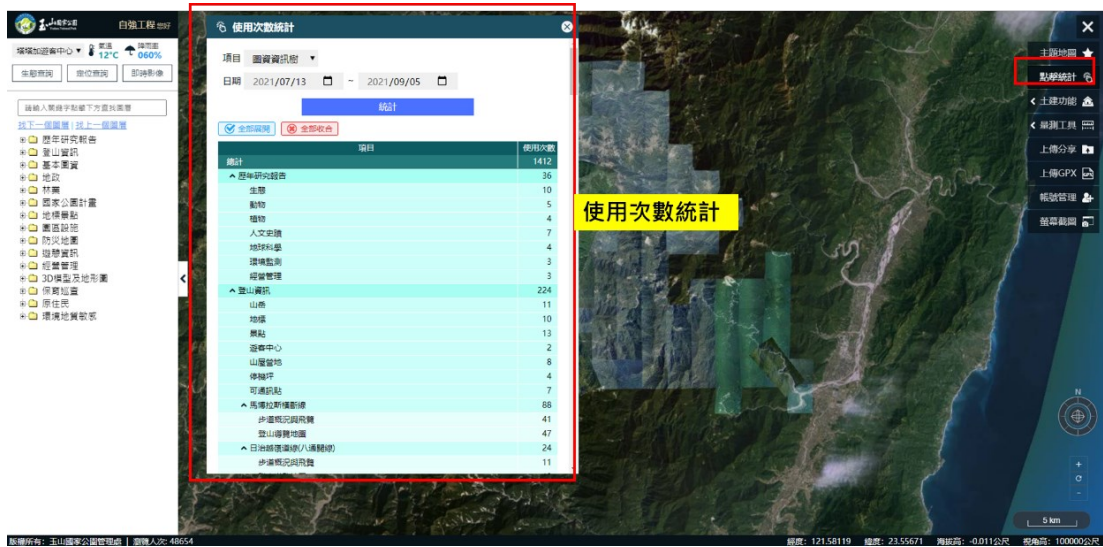 玉山國家公園
自強工程 您好
塔塔加遊客中心
氣溫
12°C
降雨量
060%
生態查詢
定位查詢
即時影像
請輸入關鍵字點擊下方查找圖層
找下一個圖層 | 找上一個圖層
歷年研究報告
登山資訊
基本圖資
地政
林業
國家公園計畫
地標景點
園區設施
防災地圖
遊憩資訊
經營管理
3D模型及地形圖
保育巡查
原住民
環境地質敏感
使用次數統計
項目 圖資資訊樹
日期 2021/07/13 ~ 2021/09/05
統計
全部展開 全部收合
項目 使用次數
總計 1412
歷年研究報告 36
生態 10
動物 5
植物 4
人文史蹟 7
地球科學 4
環境監測 3
經營管理 3
登山資訊 224
山岳 11
地標 10
景點 13
遊客中心 2
山屋營地 8
停機坪 4
可通訊點 7
馬博拉斯橫斷線 88
步道概況與飛覽 41
登山導覽地圖 47
日治越嶺道線(八通關線) 24
步道概況與飛覽 11
使用次數統計
主題地圖
點擊統計
土建功能
量測工具
上傳分享
上傳GPX
帳號管理
螢幕截圖
N
5 km
版權所有: 玉山國家公園管理處 | 瀏覽人次: 48654
經度: 121.58119 緯度: 23.55671 海拔高: -0.011公尺 視角高: 100000公尺